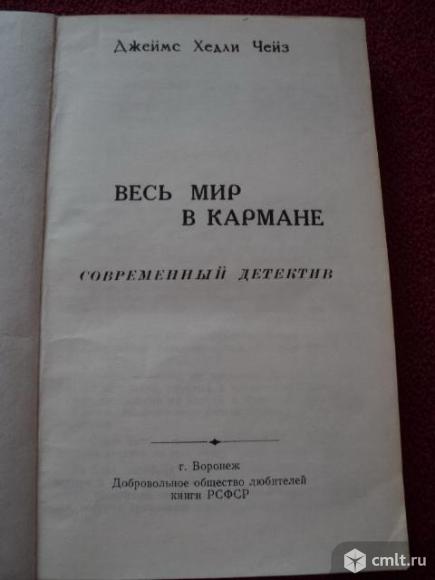 Джеймс Хедли Чейз
ВЕСЬ МИР
В КАРМАНЕ
СОВРЕМЕННЫЙ ДЕТЕКТИВ
г. Воронеж
Добровольное общество любителей
книги РСФСР
cmlt.ru